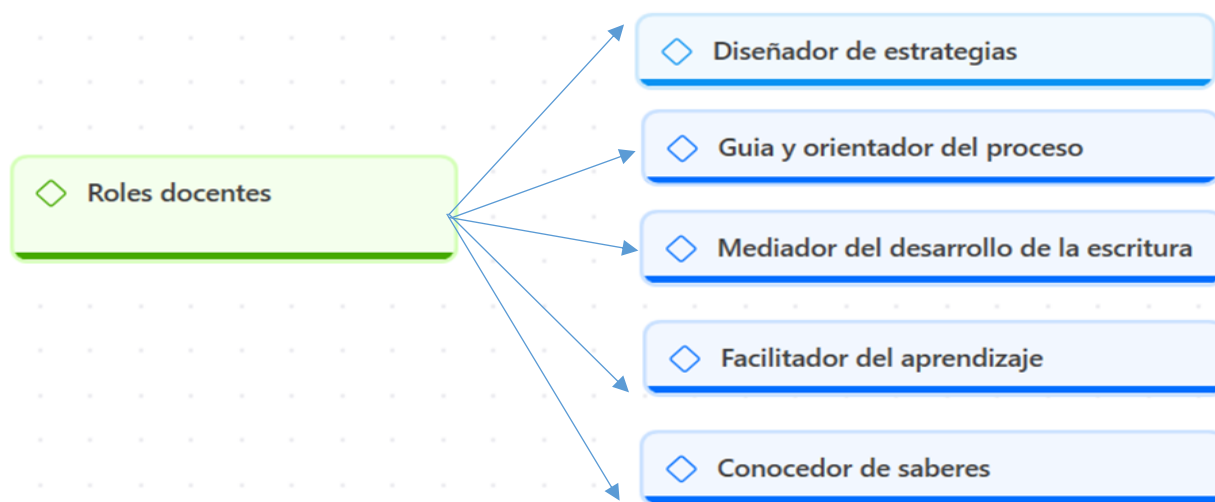 Roles docentes
Diseñador de estrategias
Guia y orientador del proceso
Mediador del desarrollo de la escritura
Facilitador del aprendizaje
Conocedor de saberes